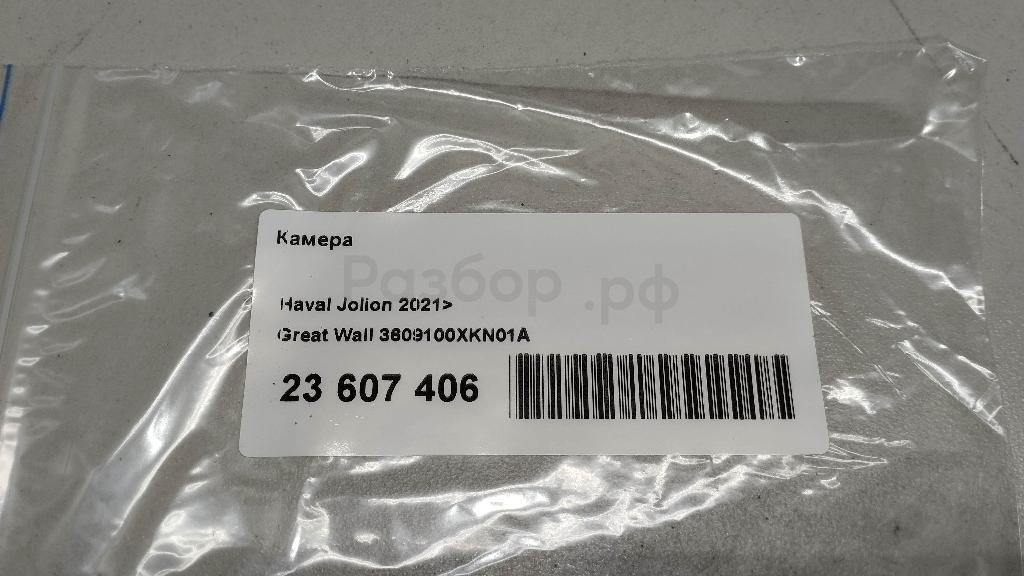 Камера
Разбор.рф
Haval Jolion 2021>
Great Wall 3609100XKN01A
23 607 406